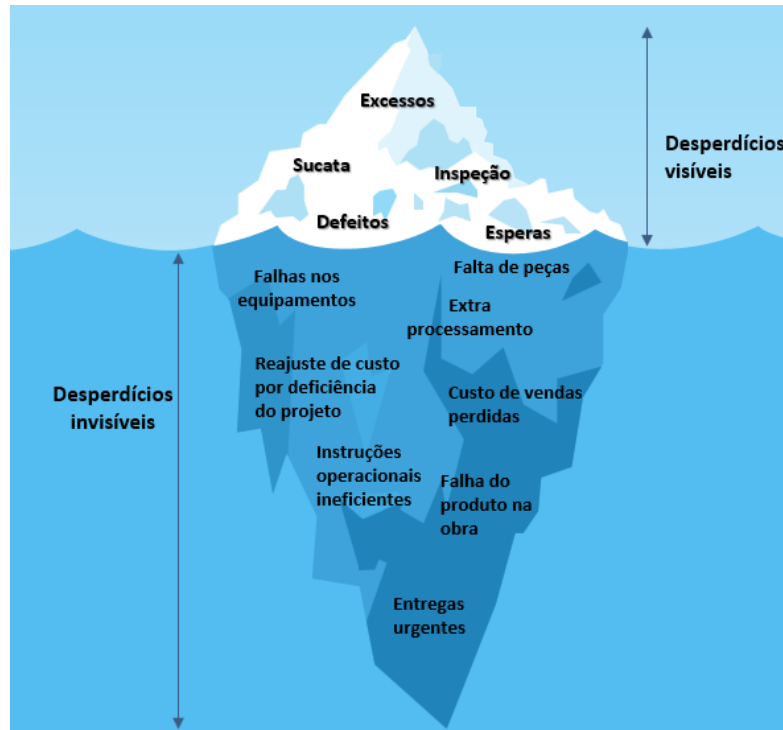 Excessos
Sucata
Inspeção
Defeitos
Esperas
Desperdícios
visíveis
Falhas nos
equipamentos
Falta de peças
Extra
processamento
Reajuste de custo
por deficiência
do projeto
Custo de vendas
perdidas
Desperdícios
invisíveis
Instruções
operacionais
ineficientes
Falha do
produto na
obra
Entregas
urgentes